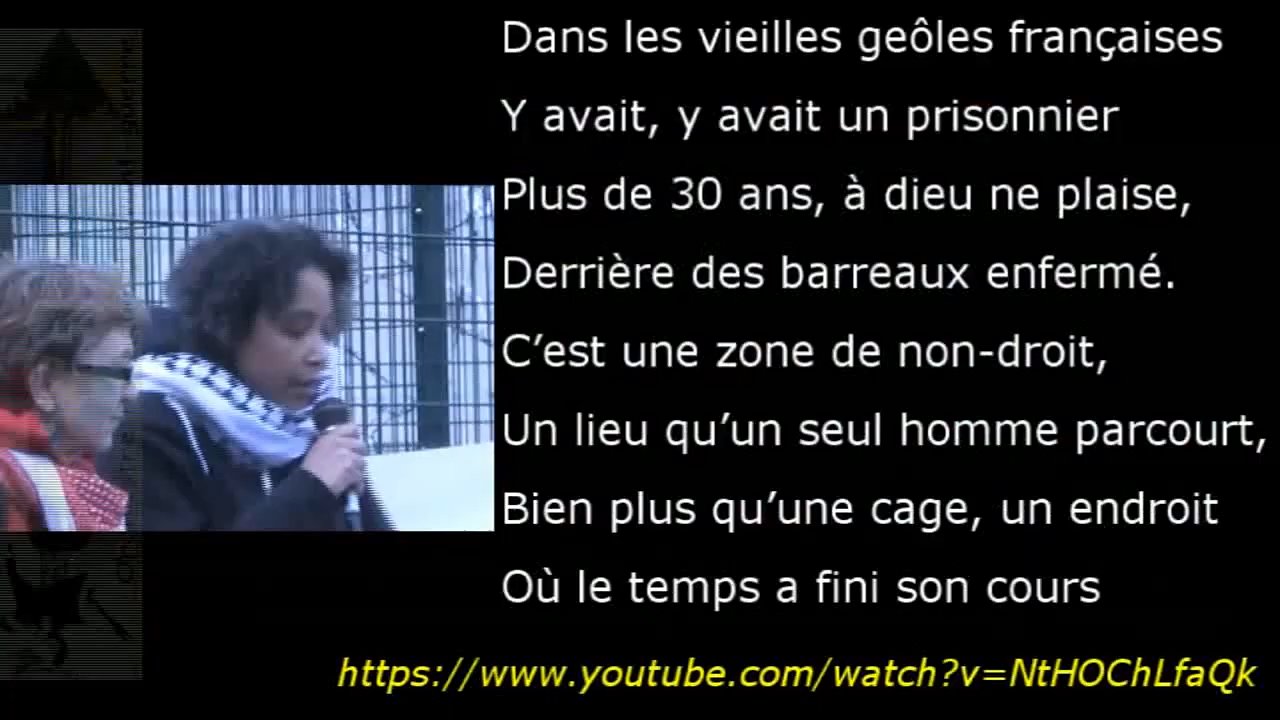 Dans les vieilles geôles françaises
Y avait, y avait un prisonnier
Plus de 30 ans, à dieu ne plaise,
Derrière des barreaux enfermé.
C’est une zone de non-droit,
Un lieu qu’un seul homme parcourt,
Bien plus qu’une cage, un endroit
Où le temps a fini son cours
https://www.youtube.com/watch?v=NtHOChLfaQk